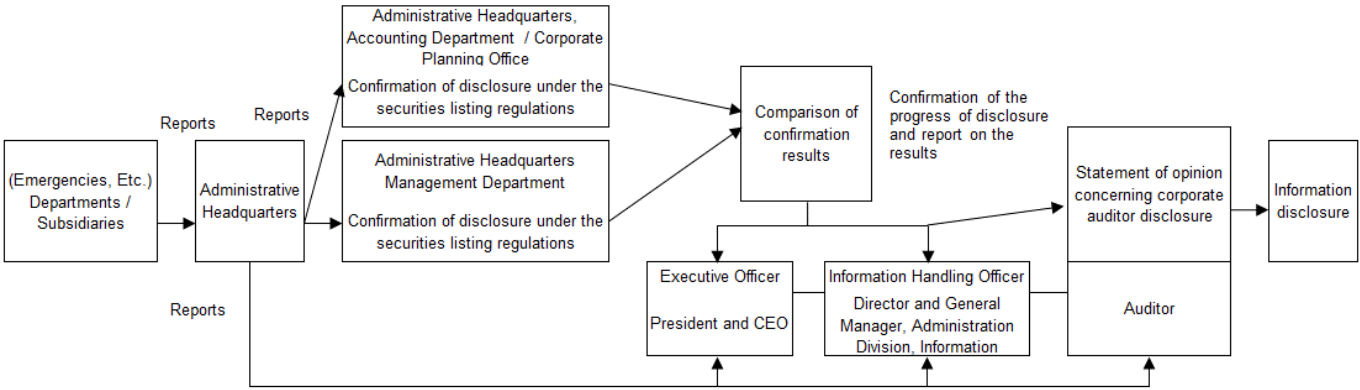 (Emergencies, Etc.)
Departments /
Subsidiaries
Reports
Administrative
Headquarters
Reports
Reports
Administrative Headquarters,
Accounting Department / Corporate
Planning Office
Confirmation of disclosure under the
securities listing regulations
Administrative Headquarters
Management Department
Confirmation of disclosure under the
securities listing regulations
Comparison of
confirmation
results
Confirmation of the
progress of disclosure
and report on the
results
Executive Officer
President and CEO
Information Handling Officer
Director and General
Manager, Administration
Division, Information
Statement of opinion
concerning corporate
auditor disclosure
Auditor
Information
disclosure